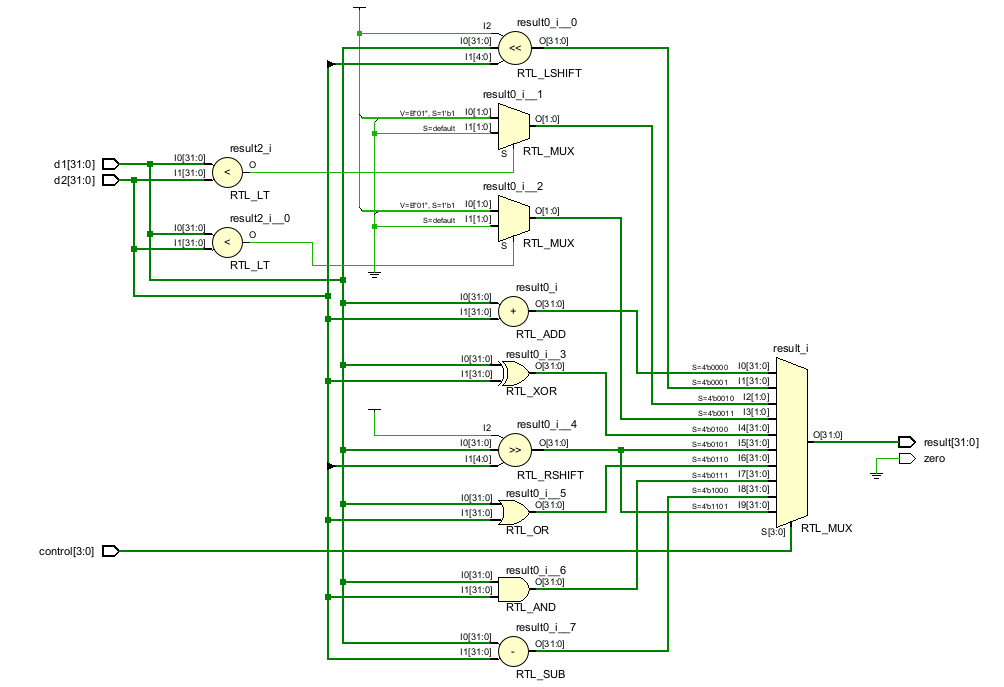 I2 result0_i__0
I0[31:0] O[31:0]
<<
I1[4:0]
RTL_LSHIFT
result0_i__1
V=B"01", S=1'b1 I0[1:0]
S=default I1[1:0] O[1:0]
S RTL_MUX
result2_i
d1[31:0] I0[31:0] O
<
d2[31:0] I1[31:0]
RTL_LT
result0_i__2
V=B"01", S=1'b1 I0[1:0] O[1:0]
S=default I1[1:0]
S RTL_MUX
result2_i__0
I0[31:0] O
<
I1[31:0]
RTL_LT
result0_i
I0[31:0] O[31:0]
+
I1[31:0]
RTL_ADD
result0_i__3
I0[31:0] O[31:0]
I1[31:0]
RTL_XOR
result0_i__4
I2
I0[31:0] O[31:0]
>>
I1[4:0]
RTL_RSHIFT
result0_i__5
I0[31:0] O[31:0]
I1[31:0]
RTL_OR
result_i
S=4'b0000 I0[31:0]
S=4'b0001 I1[31:0]
S=4'b0010 I2[1:0]
S=4'b0011 I3[1:0]
S=4'b0100 I4[31:0]
S=4'b0101 I5[31:0]
S=4'b0110 I6[31:0]
S=4'b0111 I7[31:0]
S=4'b1000 I8[31:0]
S=4'b1101 I9[31:0]
O[31:0] result[31:0]
zero
S[3:0] RTL_MUX
control[3:0]
result0_i__6
I0[31:0] O[31:0]
I1[31:0]
RTL_AND
result0_i__7
I0[31:0] O[31:0]
-
I1[31:0]
RTL_SUB